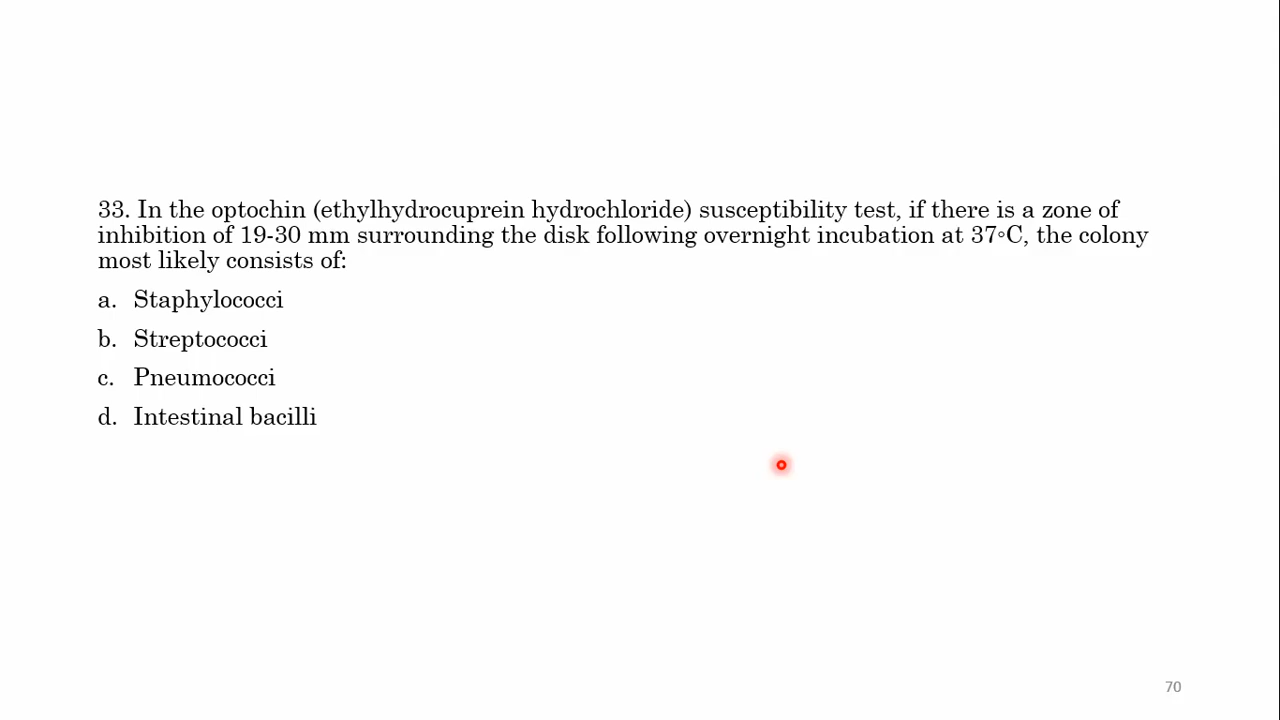 33. In the optochin (ethylhydrocuprein hydrochloride) susceptibility test, if there is a zone of
inhibition of 19-30 mm surrounding the disk following overnight incubation at 37◦C, the colony
most likely consists of:
a. Staphylococci
b. Streptococci
c. Pneumococci
d. Intestinal bacilli
70